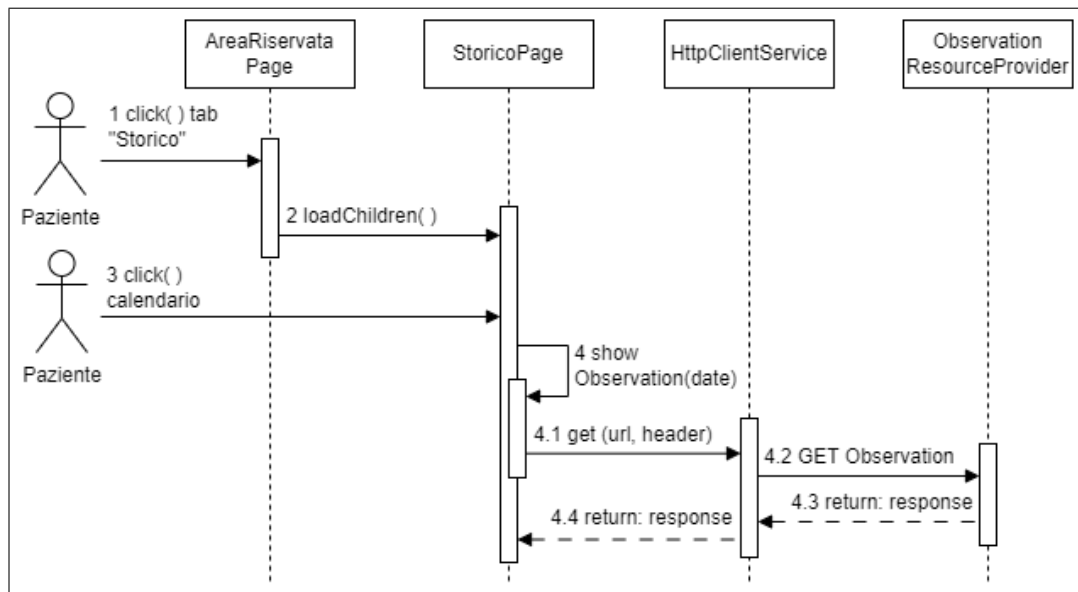 AreaRiservata
Page
StoricoPage
HttpClientService
Observation
ResourceProvider
1 click( ) tab
"Storico"
Paziente
2 loadChildren( )
3 click( )
calendario
Paziente
4 show
Observation(date)
4.1 get (url, header)
4.2 GET Observation
4.3 return: response
4.4 return: response